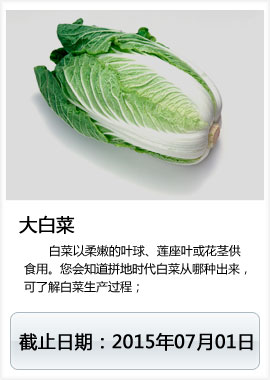 大白菜
白菜以柔嫩的叶球、莲座叶或花茎供
食用。您会知道拼地时代白菜从哪种出来，
可了解白菜生产过程；
截止日期：2015年07月01日